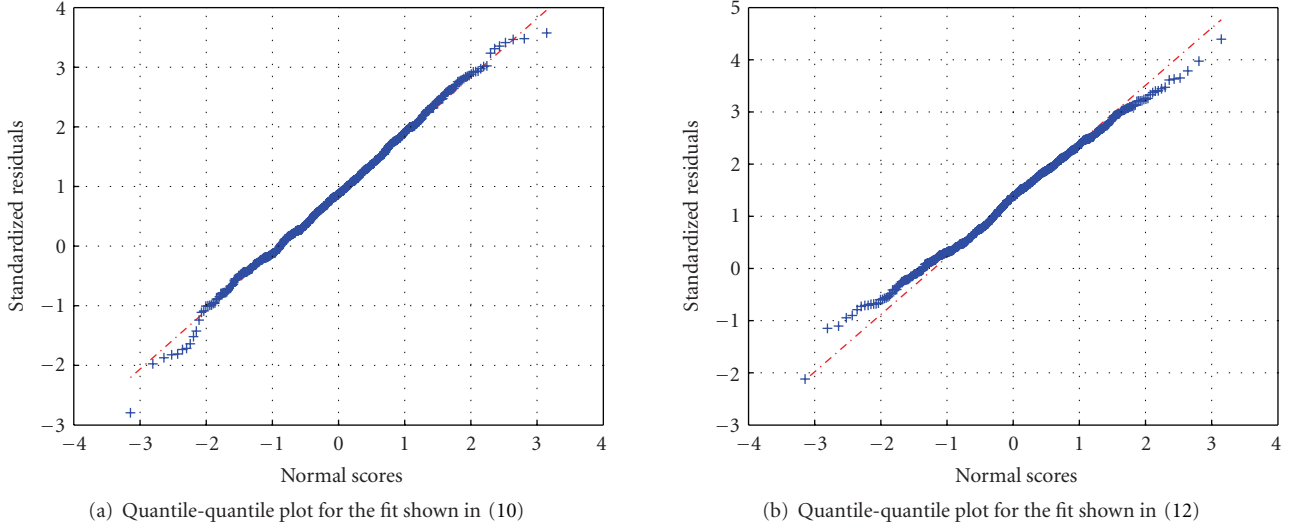 4
3
2
1
0
−1
−2
−3
−4 −3 −2 −1 0 1 2 3 4
Standardized residuals
Normal scores
(a) Quantile-quantile plot for the fit shown in (10)
5
4
3
2
1
0
−1
−2
−3
−4 −3 −2 −1 0 1 2 3 4
Standardized residuals
Normal scores
(b) Quantile-quantile plot for the fit shown in (12)